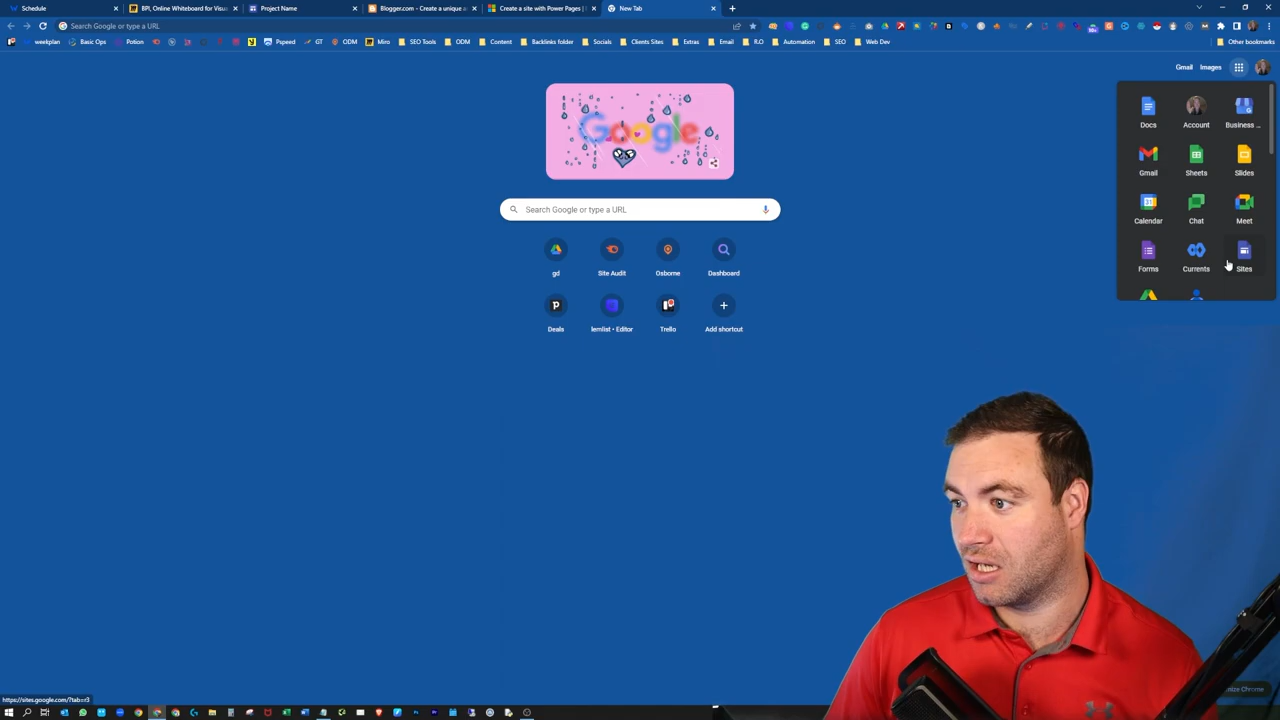 Schedule
BPI, Online Whiteboard for Visua
Project Name
Blogger.com - Create a unique a
Create a site with Power Pages |
New Tab
Search Google or type a URL
weekplan
Basic Ops
Potion
Pspeed
GT
ODM
Miro
SEO Tools
ODM
Content
Backlinks folder
Socials
Clients Sites
Extras
Email
R.O
Automation
SEO
Web Dev
Other bookmarks
Gmail Images
Google
Docs Account Business ...
Gmail Sheets Slides
Calendar Chat Meet
Forms Currents Sites
Search Google or type a URL
gd Site Audit Osborne Dashboard
Deals lemlist • Editor Trello Add shortcut
https://sites.google.com/?tab=r3
mize Chrome